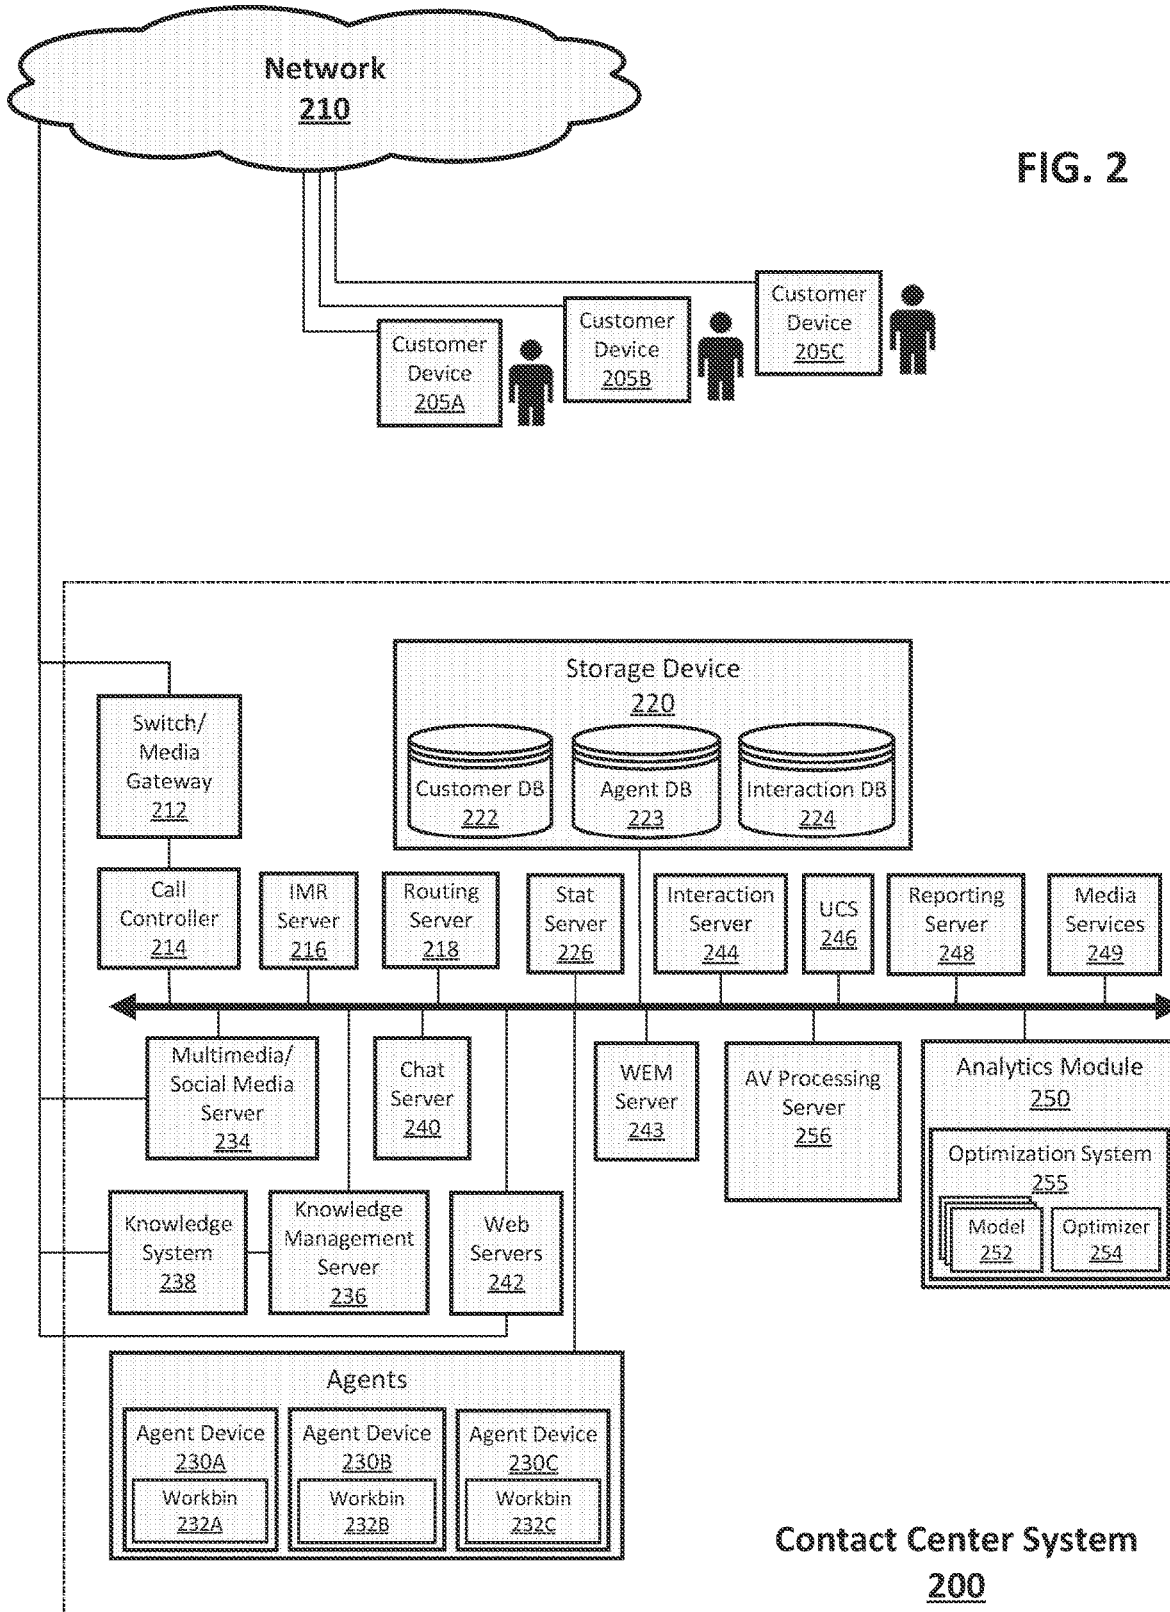 Network
210
FIG. 2
Customer
Device
205A
Customer
Device
205B
Customer
Device
205C
Storage Device
220
Customer DB
222
Agent DB
223
Interaction DB
224
Switch/
Media
Gateway
212
Call
Controller
214
IMR
Server
216
Routing
Server
218
Stat
Server
226
Interaction
Server
244
UCS
246
Reporting
Server
248
Media
Services
249
Multimedia/
Social Media
Server
234
Chat
Server
240
WEM
Server
243
AV Processing
Server
256
Analytics Module
250
Optimization System
255
Model
252
Optimizer
254
Knowledge
System
238
Knowledge
Management
Server
236
Web
Servers
242
Agents
Agent Device
230A
Workbin
232A
Agent Device
230B
Workbin
232B
Agent Device
230C
Workbin
232C
Contact Center System
200